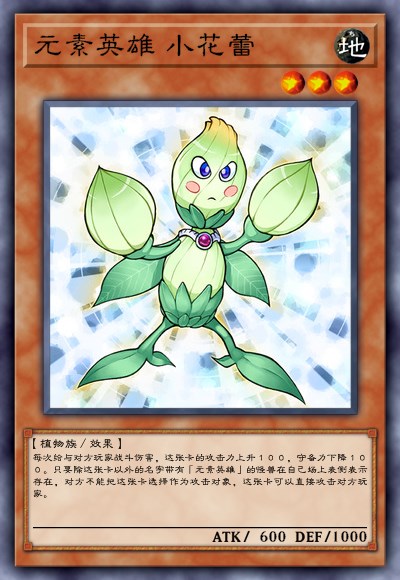 元素英雄 小花蕾
地
【植物族／效果】
每次给与对方玩家战斗伤害，这张卡的攻击力上升１００，守备力下降１０
０。只要除这张卡以外的名字带有「元素英雄」的怪兽在自己场上表侧表示
存在，对方不能把这张卡选择作为攻击对象，这张卡可以直接攻击对方玩
家。
ATK/ 600 DEF/1000